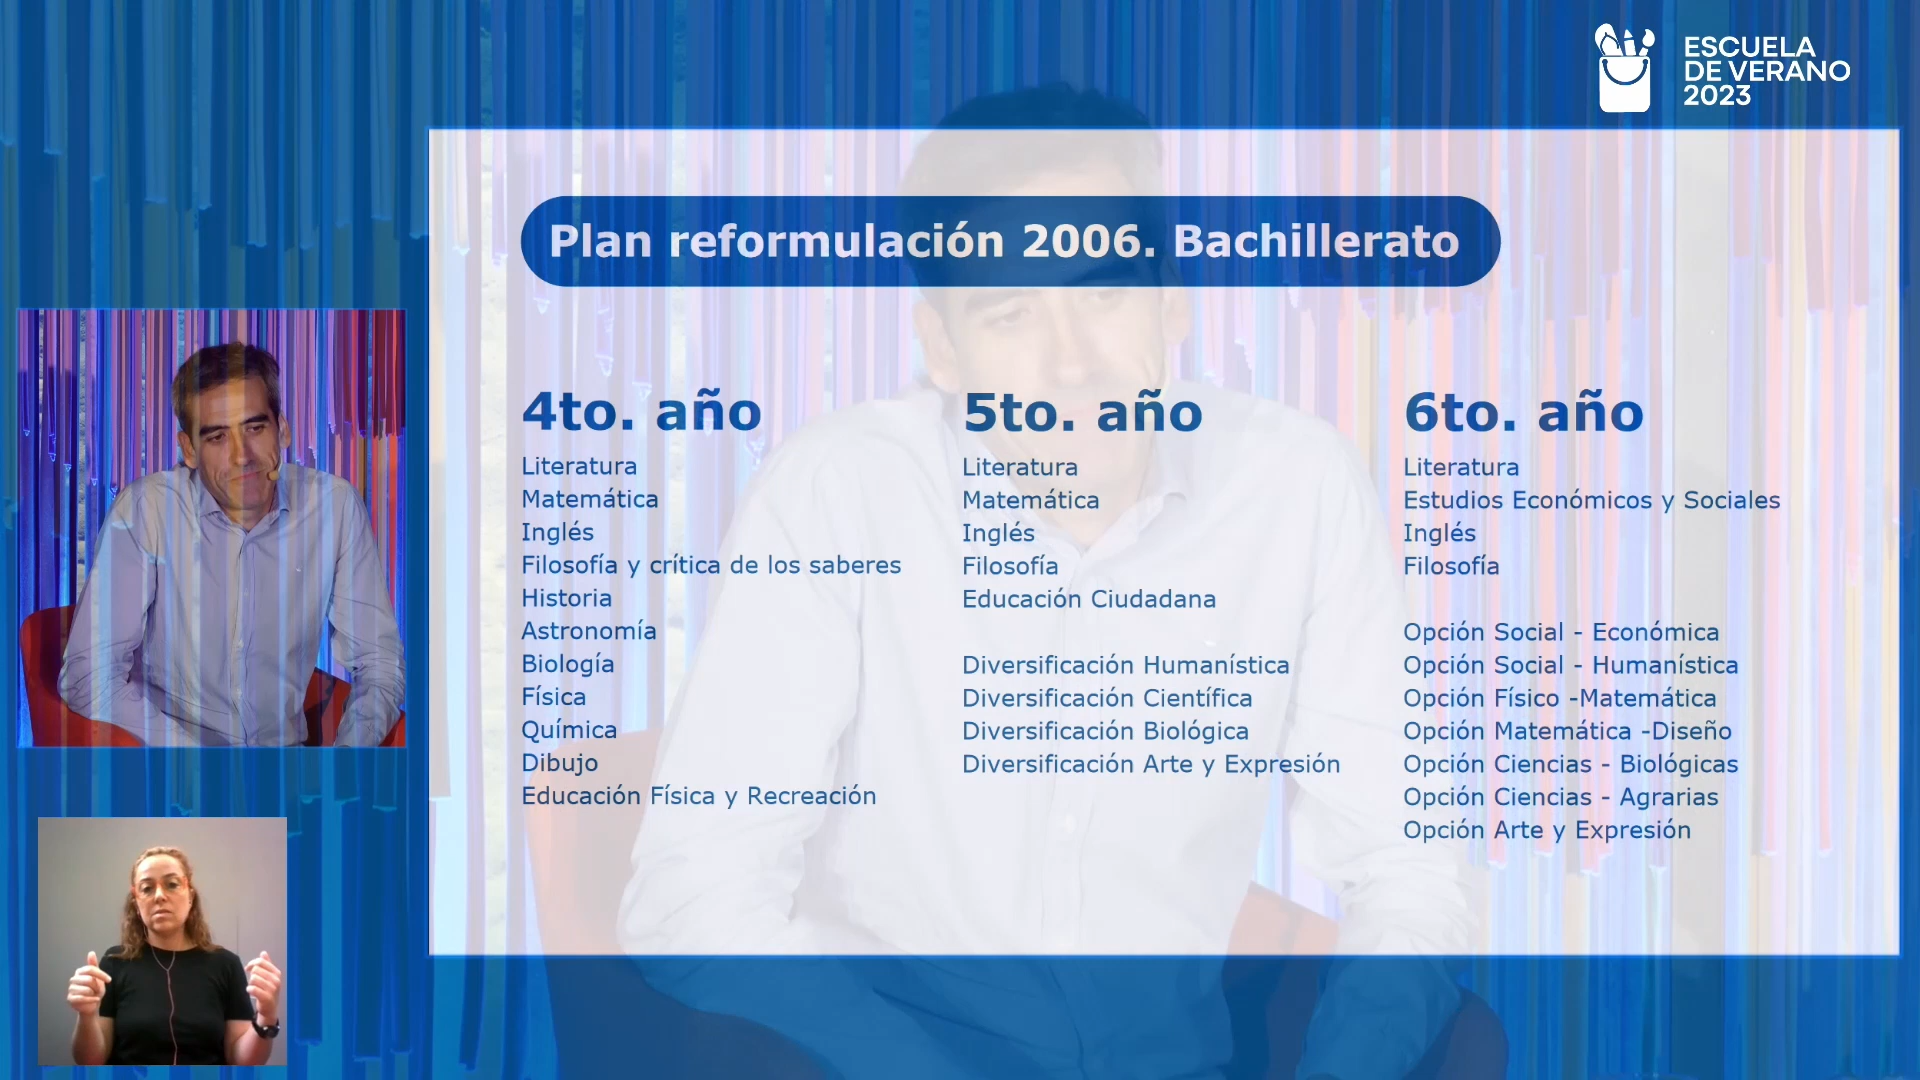 ESCUELA
DE VERANO
2023
Plan reformulación 2006. Bachillerato
4to. año
Literatura
Matemática
Inglés
Filosofía y crítica de los saberes
Historia
Astronomía
Biología
Física
Química
Dibujo
Educación Física y Recreación
5to. año
Literatura
Matemática
Inglés
Filosofía
Educación Ciudadana
Diversificación Humanística
Diversificación Científica
Diversificación Biológica
Diversificación Arte y Expresión
6to. año
Literatura
Estudios Económicos y Sociales
Inglés
Filosofía
Opción Social - Económica
Opción Social - Humanística
Opción Físico -Matemática
Opción Matemática -Diseño
Opción Ciencias - Biológicas
Opción Ciencias - Agrarias
Opción Arte y Expresión